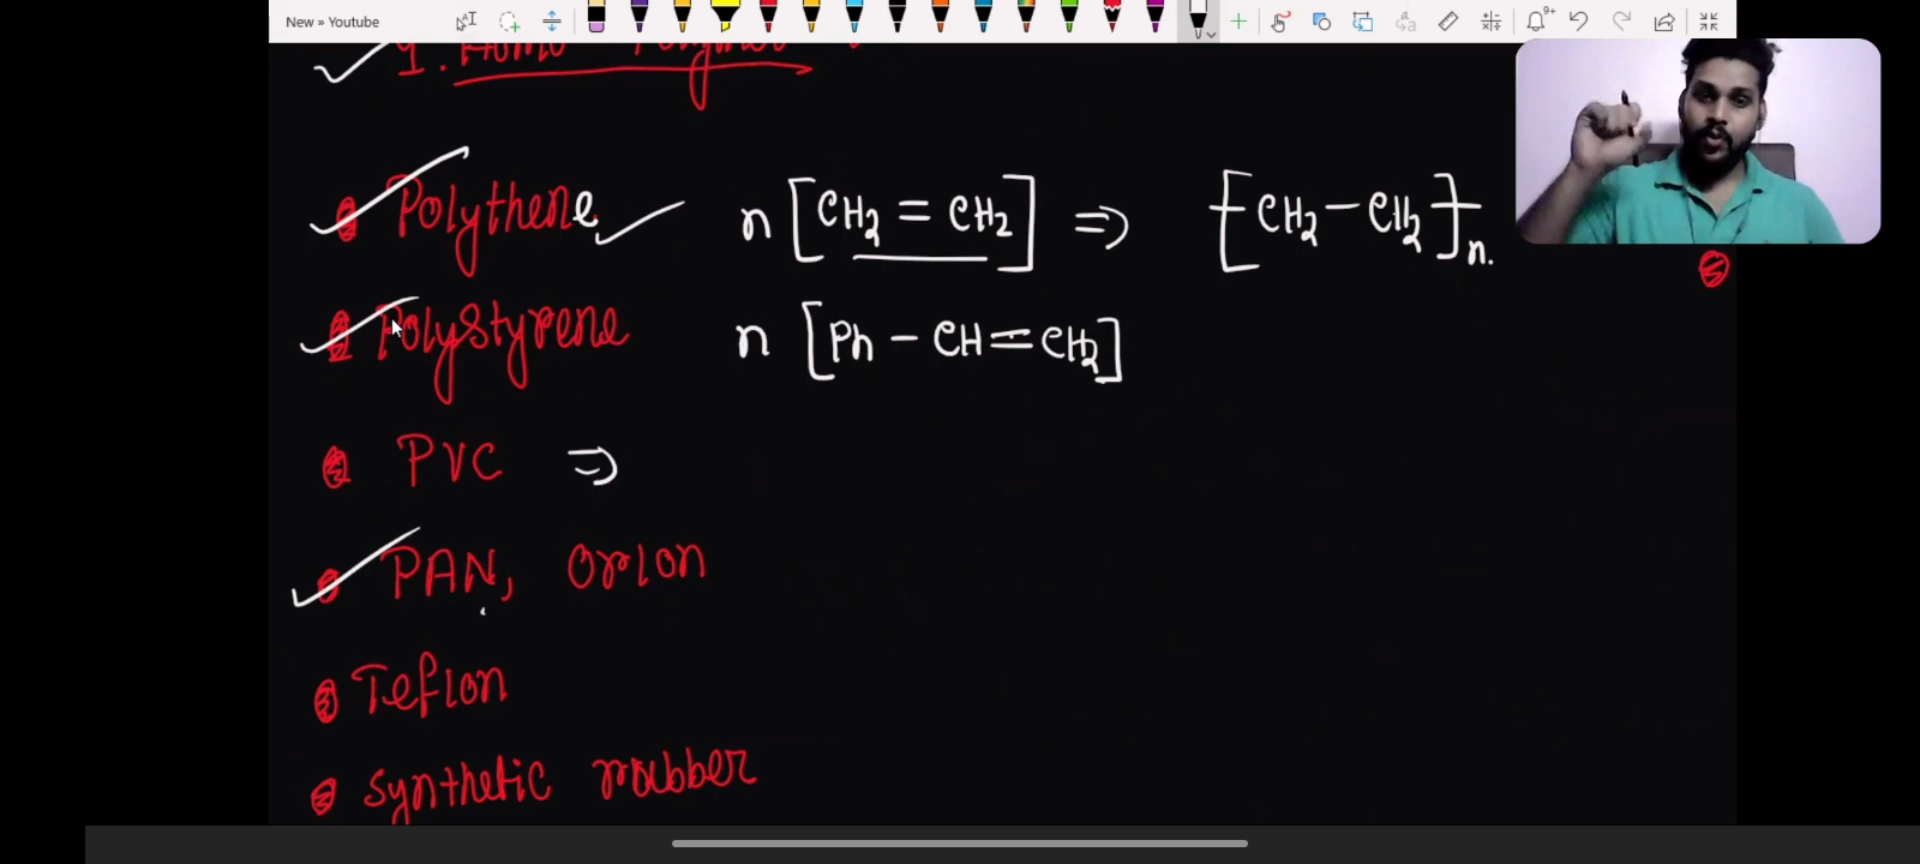 New » Youtube
9+
1. Homo Polymer
Polythene n [CH2 = CH2] ⇒ [CH2 - CH2]n.
Polystyrene n [Ph - CH = CH2]
PVC ⇒
PAN, Orlon
Teflon
Synthetic rubber